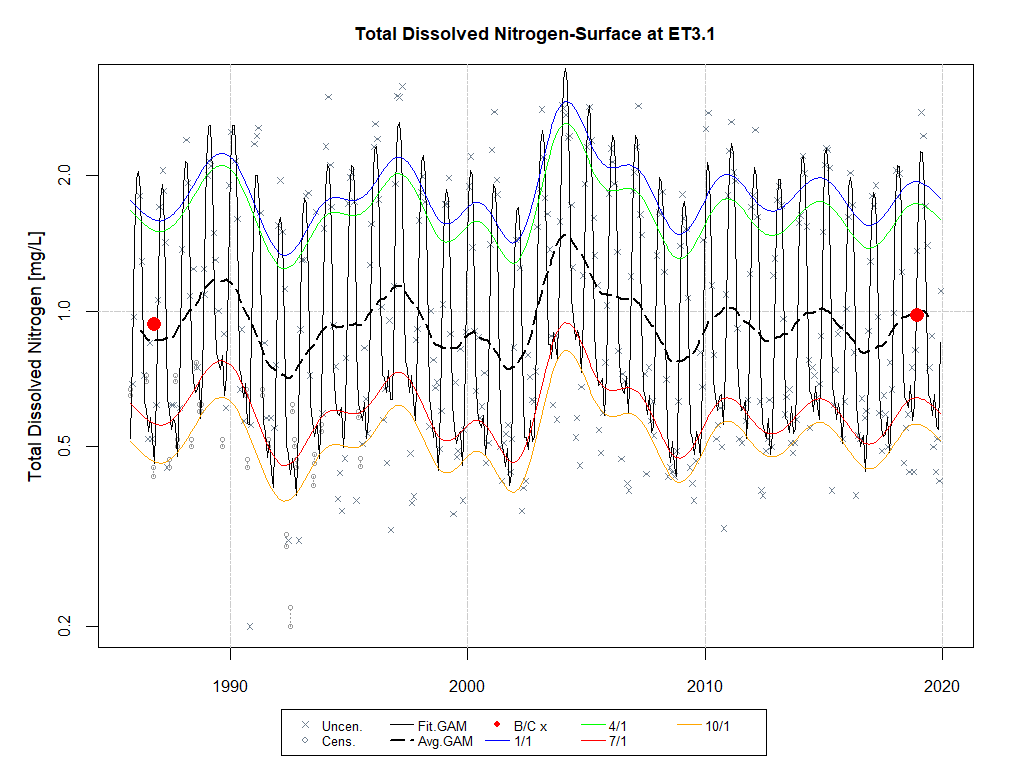 Total Dissolved Nitrogen-Surface at ET3.1
Total Dissolved Nitrogen [mg/L]
2.0
1.0
0.5
0.2
1990 2000 2010 2020
Uncen. Fit.GAM B/C x 4/1 10/1
Cens. Avg.GAM 1/1 7/1